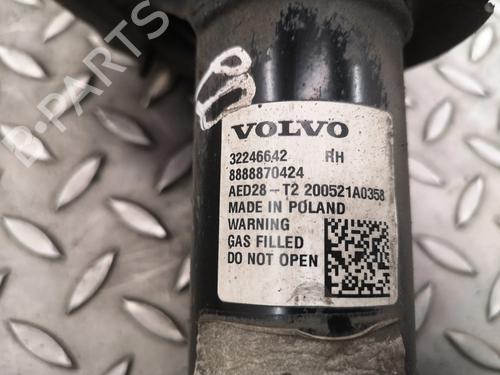 B-PARTS
VOLVO
32246642 RH
8888870424
AED28-T2 200521A0358
MADE IN POLAND
WARNING
GAS FILLED
DO NOT OPEN